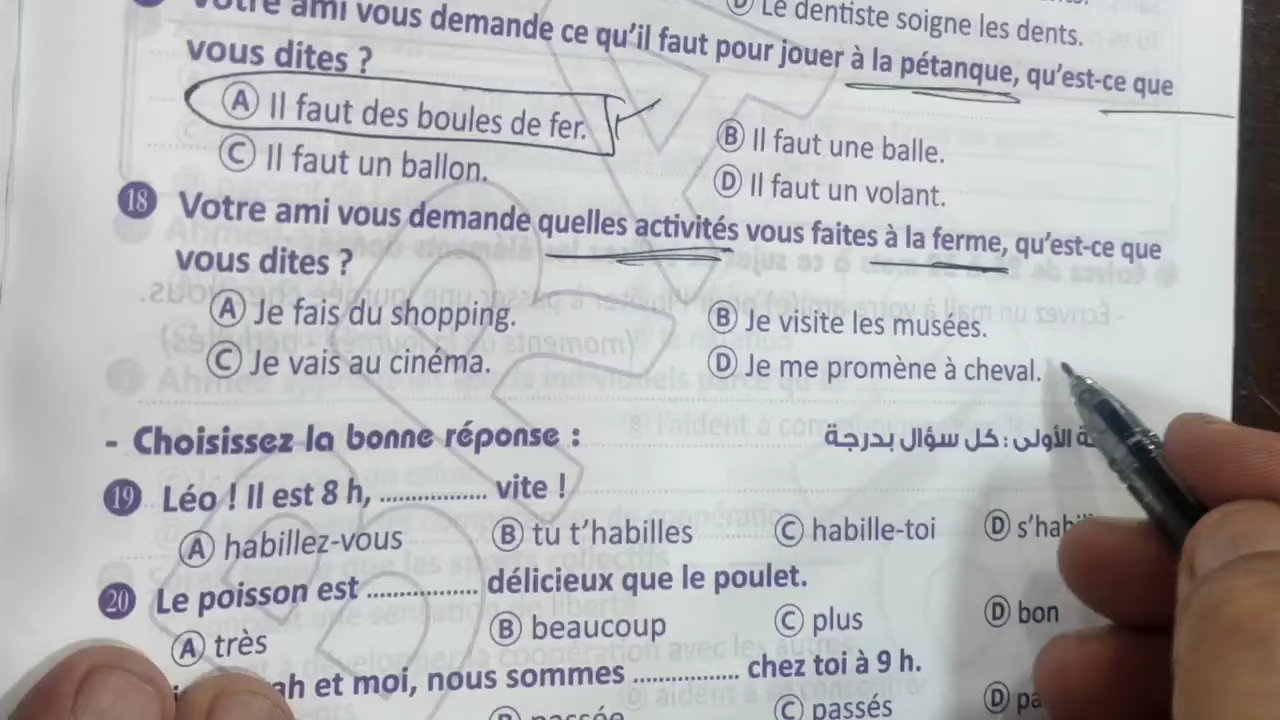 D Le dentiste soigne les dents.
Votre ami vous demande ce qu'il faut pour jouer à la pétanque, qu'est-ce que
vous dites ?
A Il faut des boules de fer.
B Il faut une balle.
C Il faut un ballon.
D Il faut un volant.
18 Votre ami vous demande quelles activités vous faites à la ferme, qu'est-ce que
vous dites ?
A Je fais du shopping.
B Je visite les musées.
C Je vais au cinéma.
D Je me promène à cheval.
- Choisissez la bonne réponse :
الأولى : كل سؤال بدرجة
19 Léo ! Il est 8 h, ............... vite !
A habillez-vous
B tu t'habilles
C habille-toi
D
20 Le poisson est ................ délicieux que le poulet.
A très
B beaucoup
C plus
D bon
et moi, nous sommes ................ chez toi à 9 h.
B passée
C passés
D